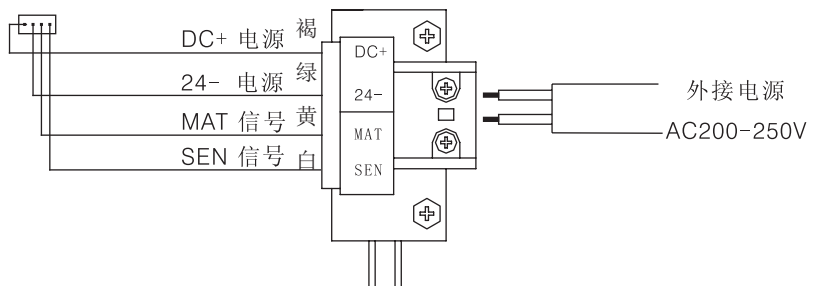 DC+ 电源 褐
24- 电源 绿
MAT 信号 黄
SEN 信号 白
DC+
24-
MAT
SEN
外接电源
AC200-250V